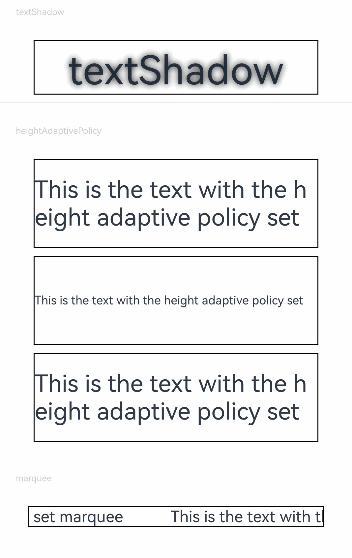 textShadow
textShadow
heightAdaptivePolicy
This is the text with the h
eight adaptive policy set
This is the text with the height adaptive policy set
This is the text with the h
eight adaptive policy set
marquee
set marquee This is the text with